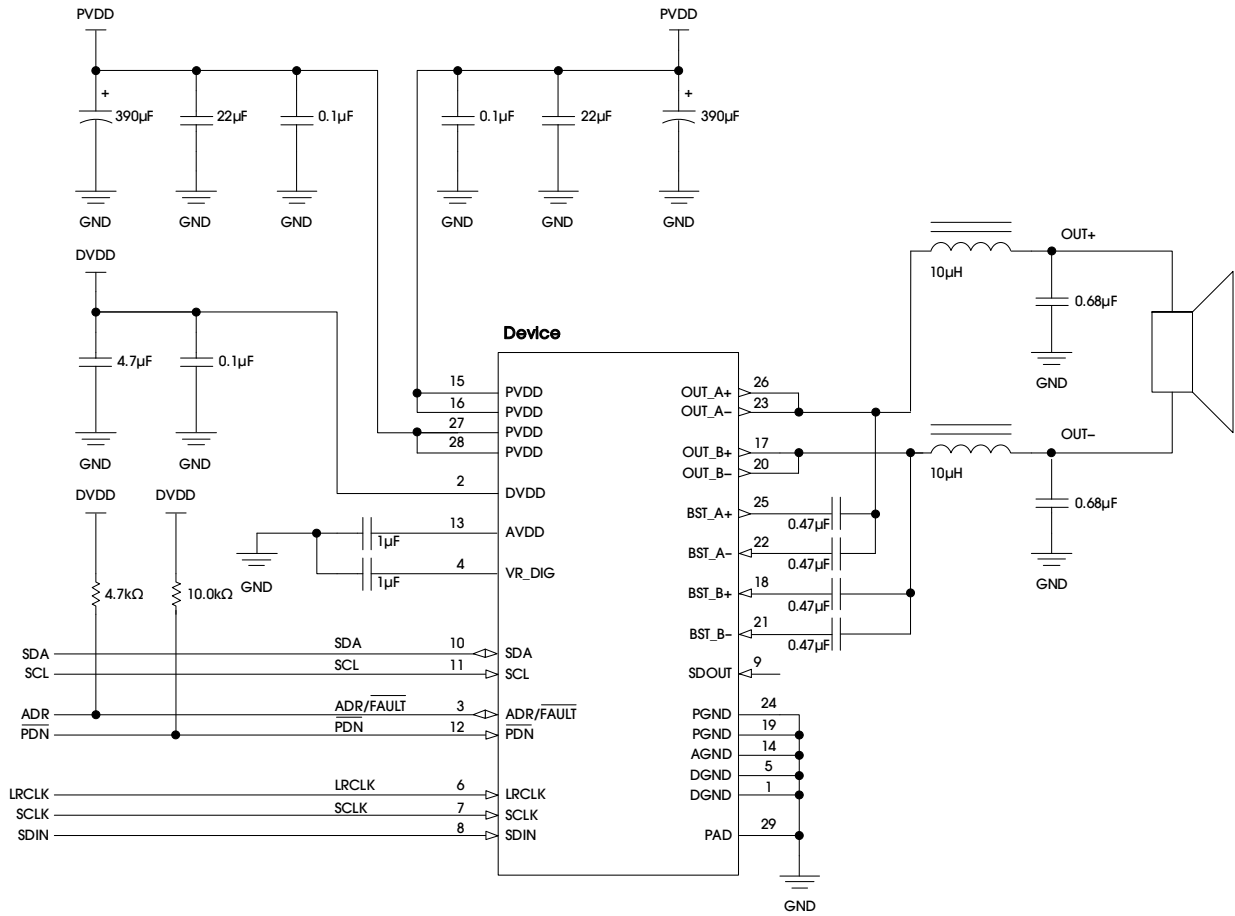 PVDD
PVDD
+
390µF
22µF
0.1µF
0.1µF
22µF
+
390µF
GND
GND
GND
GND
GND
GND
DVDD
4.7µF
0.1µF
GND
GND
Device
15
PVDD
16
PVDD
27
PVDD
28
PVDD
2
DVDD
13
AVDD
1µF
4
VR_DIG
1µF
GND
DVDD
DVDD
4.7kΩ
10.0kΩ
SDA
SDA
10
SDA
SCL
SCL
11
SCL
ADR
ADR/FAULT
3
ADR/FAULT
PDN
PDN
12
PDN
LRCLK
LRCLK
6
LRCLK
SCLK
SCLK
7
SCLK
SDIN
8
SDIN
OUT_A+
26
OUT_A−
23
OUT_B+
17
OUT_B−
20
BST_A+
25
0.47µF
BST_A−
22
0.47µF
BST_B+
18
0.47µF
BST_B−
21
0.47µF
SDOUT
9
PGND
24
PGND
19
AGND
14
DGND
5
DGND
1
PAD
29
GND
10µH
OUT+
0.68µF
GND
10µH
OUT−
0.68µF
GND